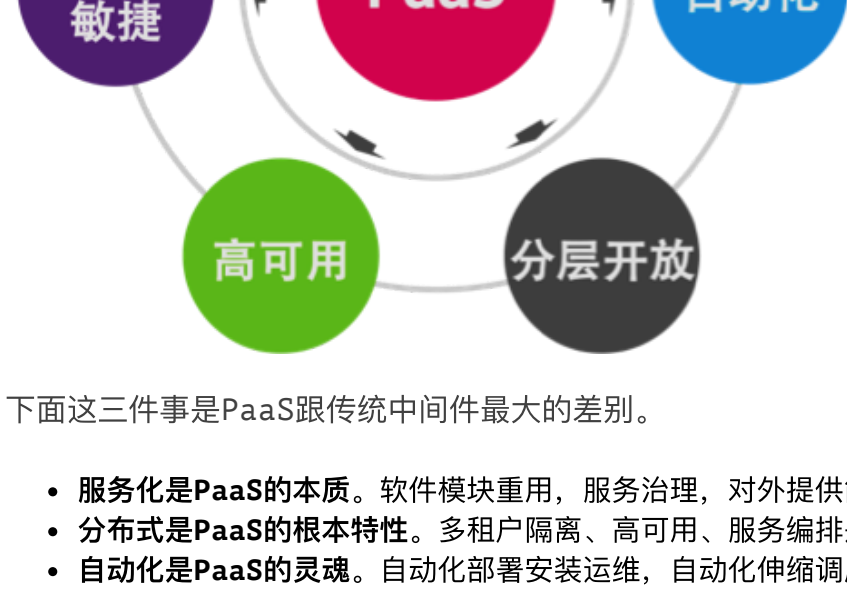 敏捷
PaaS
自动化
高可用
分层开放
下面这三件事是PaaS跟传统中间件最大的差别。
服务化是PaaS的本质。软件模块重用，服务治理，对外提供
分布式是PaaS的根本特性。多租户隔离、高可用、服务编排
自动化是PaaS的灵魂。自动化部署安装运维，自动化伸缩调